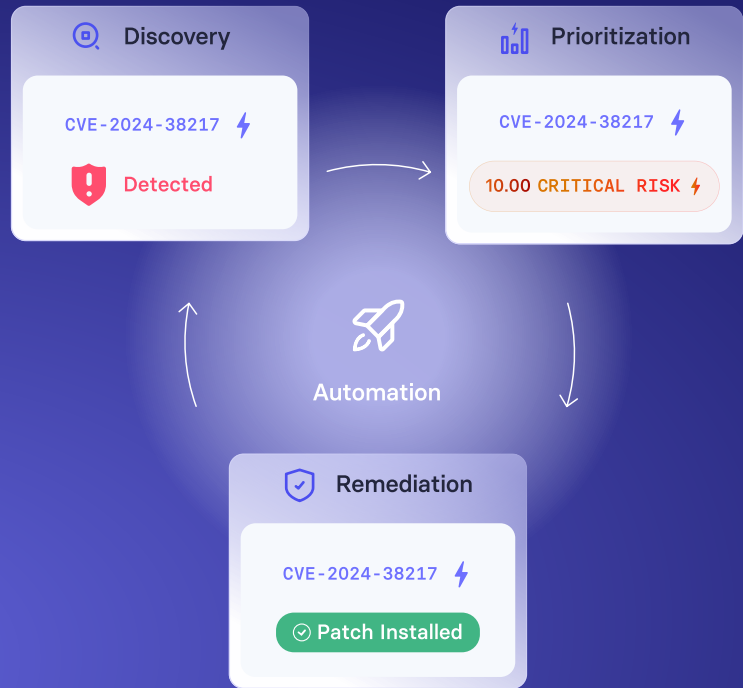 Discovery
CVE-2024-38217
Detected
Prioritization
CVE-2024-38217
10.00 CRITICAL RISK
Automation
Remediation
CVE-2024-38217
Patch Installed